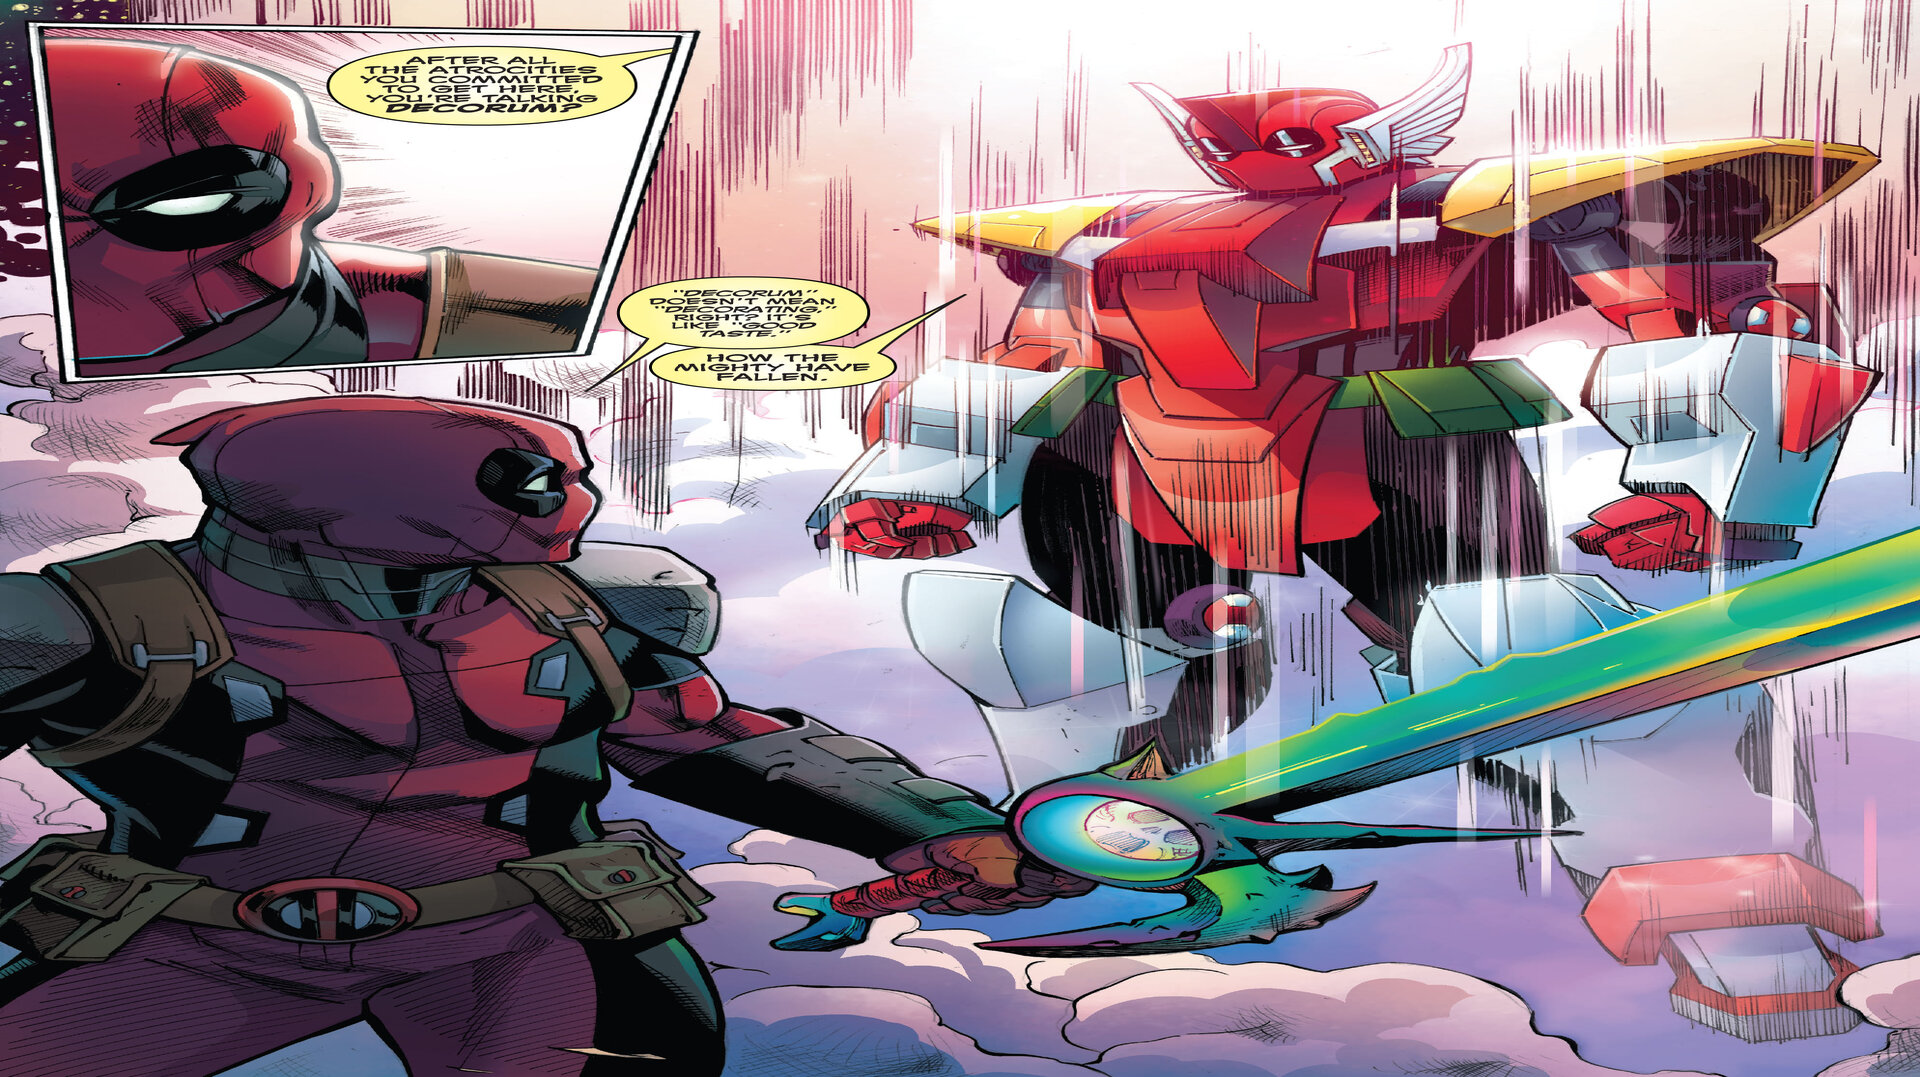 AFTER ALL
THE ATROCITIES
YOU COMMITTED
TO GET HERE,
YOU'RE TALKING
DECORUM?
"DECORUM"
DOESN'T MEAN
"DECORATING,"
RIGHT? IT'S
LIKE "GOOD
TASTE."
HOW THE
MIGHTY HAVE
FALLEN.